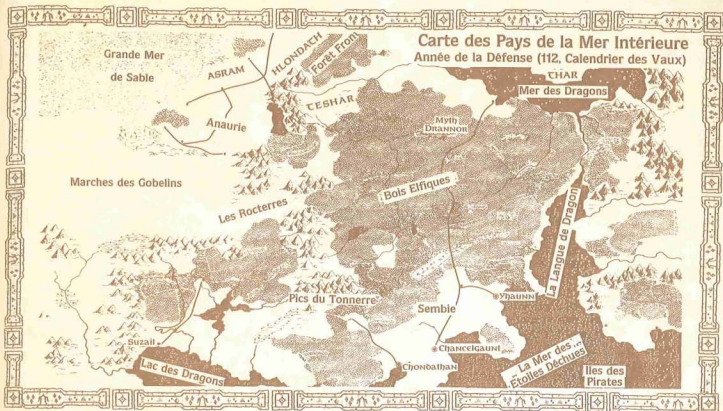 Carte des Pays de la Mer Intérieure
Année de la Défense (112, Calendrier des Vaux)
Grande Mer
de Sable
ASRAM
HLONDACH
Forêt From
TESHAR
THAR
Mer des Dragons
Anaurie
Myth
DRANNOR
Marches des Gobelins
Bois Elfiques
Les Rocterres
La Langue de Dragon
Pics du Tonnerre
Sembie
YHAUNN
Suzail
CHANCELGAUNT
Lac des Dragons
CHONDATHAN
La Mer des
Etoiles Déchues
Iles des
Pirates